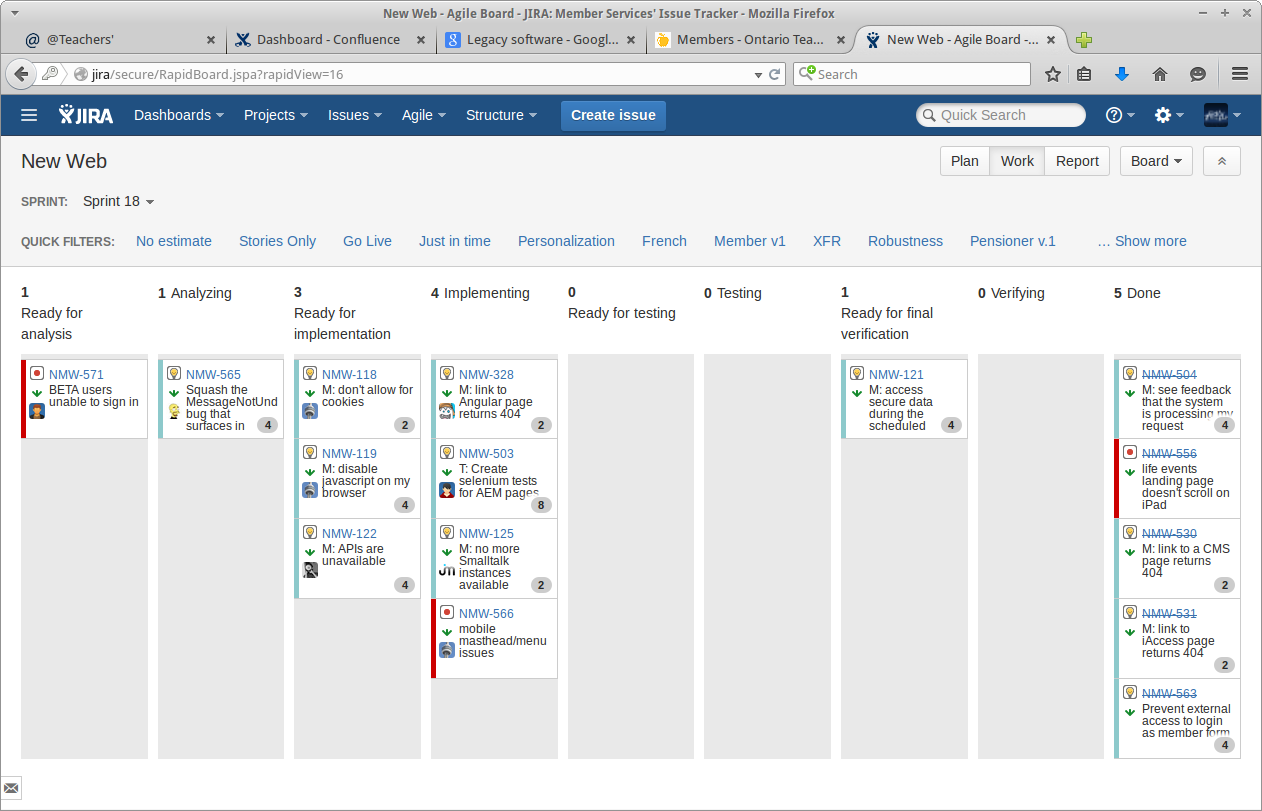 New Web - Agile Board - JIRA: Member Services' Issue Tracker - Mozilla Firefox
@ @Teachers'
Dashboard - Confluence
8 Legacy software - Googl...
Members - Ontario Tea...
New Web - Agile Board -...
jira/secure/RapidBoard.jspa?rapidView=16
Search
JIRA Dashboards Projects Issues Agile Structure Create issue
Quick Search
New Web
Plan Work Report Board
SPRINT: Sprint 18
QUICK FILTERS: No estimate Stories Only Go Live Just in time Personalization French Member v1 XFR Robustness Pensioner v.1 ... Show more
1
Ready for
analysis
1 Analyzing
3
Ready for
implementation
4 Implementing
0
Ready for testing
0 Testing
1
Ready for final
verification
0 Verifying
5 Done
NMW-571
BETA users
unable to sign in
NMW-565
Squash the
MessageNotUnd
bug that
surfaces in
4
NMW-118
M: don't allow for
cookies
2
NMW-119
M: disable
javascript on my
browser
4
NMW-122
M: APIs are
unavailable
4
NMW-328
M: link to
Angular page
returns 404
2
NMW-503
T: Create
selenium tests
for AEM pages
8
NMW-125
M: no more
Smalltalk
instances
available
2
NMW-566
mobile
masthead/menu
issues
NMW-121
M: access
secure data
during the
scheduled
4
NMW-504
M: see feedback
that the system
is processing my
request
4
NMW-556
life events
landing page
doesn't scroll on
iPad
NMW-530
M: link to a CMS
page returns
404
2
NMW-531
M: link to
iAccess page
returns 404
2
NMW-563
Prevent external
access to login
as member form
4